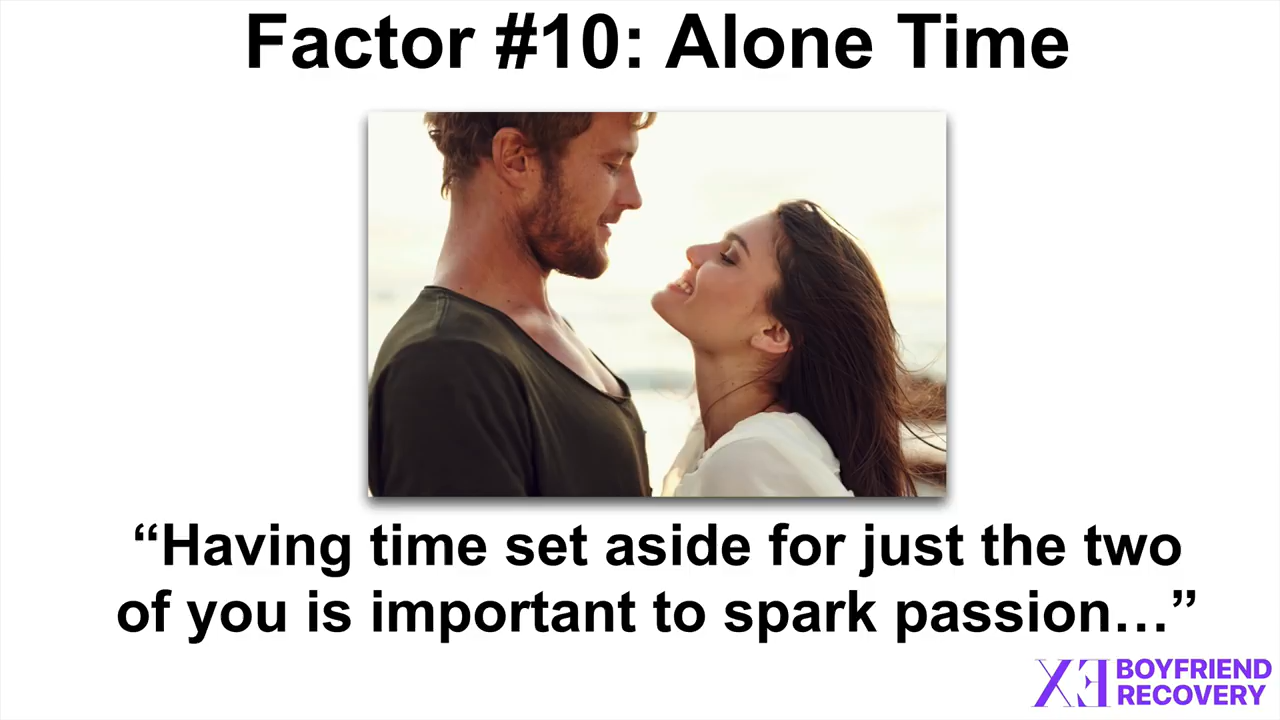 Factor #10: Alone Time
“Having time set aside for just the two
of you is important to spark passion…”
EX BOYFRIEND
RECOVERY